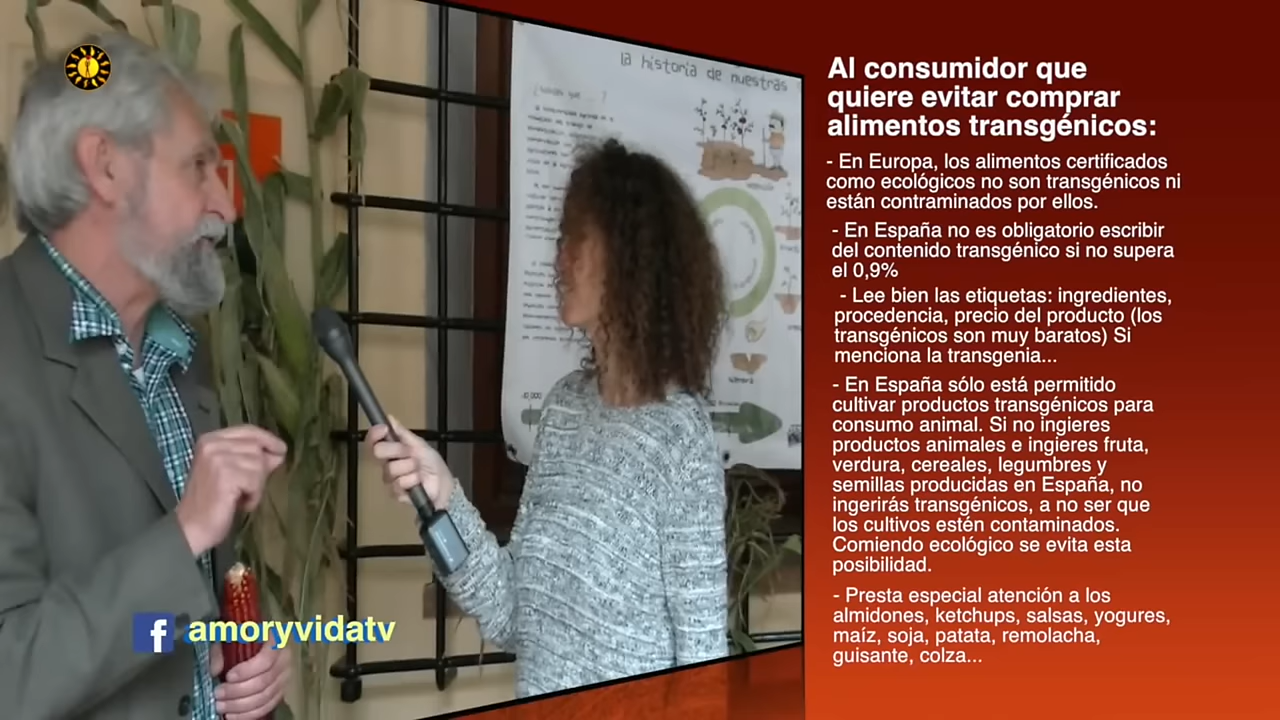 la historia de nuestras
Al consumidor que
quiere evitar comprar
alimentos transgénicos:
- En Europa, los alimentos certificados
como ecológicos no son transgénicos ni
están contraminados por ellos.
- En España no es obligatorio escribir
del contenido transgénico si no supera
el 0,9%
- Lee bien las etiquetas: ingredientes,
procedencia, precio del producto (los
transgénicos son muy baratos) Si
menciona la transgenia...
- En España sólo está permitido
cultivar productos transgénicos para
consumo animal. Si no ingieres
productos animales e ingieres fruta,
verdura, cereales, legumbres y
semillas producidas en España, no
ingerirás transgénicos, a no ser que
los cultivos estén contaminados.
Comiendo ecológico se evita esta
posibilidad.
- Presta especial atención a los
almidones, ketchups, salsas, yogures,
maíz, soja, patata, remolacha,
guisante, colza...
f amoryvidatv